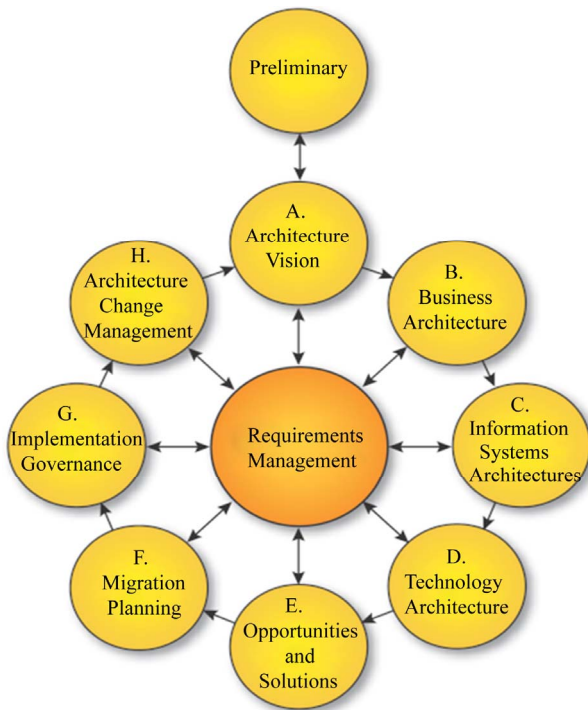 Preliminary
A.
Architecture
Vision
B.
Business
Architecture
C.
Information
Systems
Architectures
D.
Technology
Architecture
E.
Opportunities
and
Solutions
F.
Migration
Planning
G.
Implementation
Governance
H.
Architecture
Change
Management
Requirements
Management